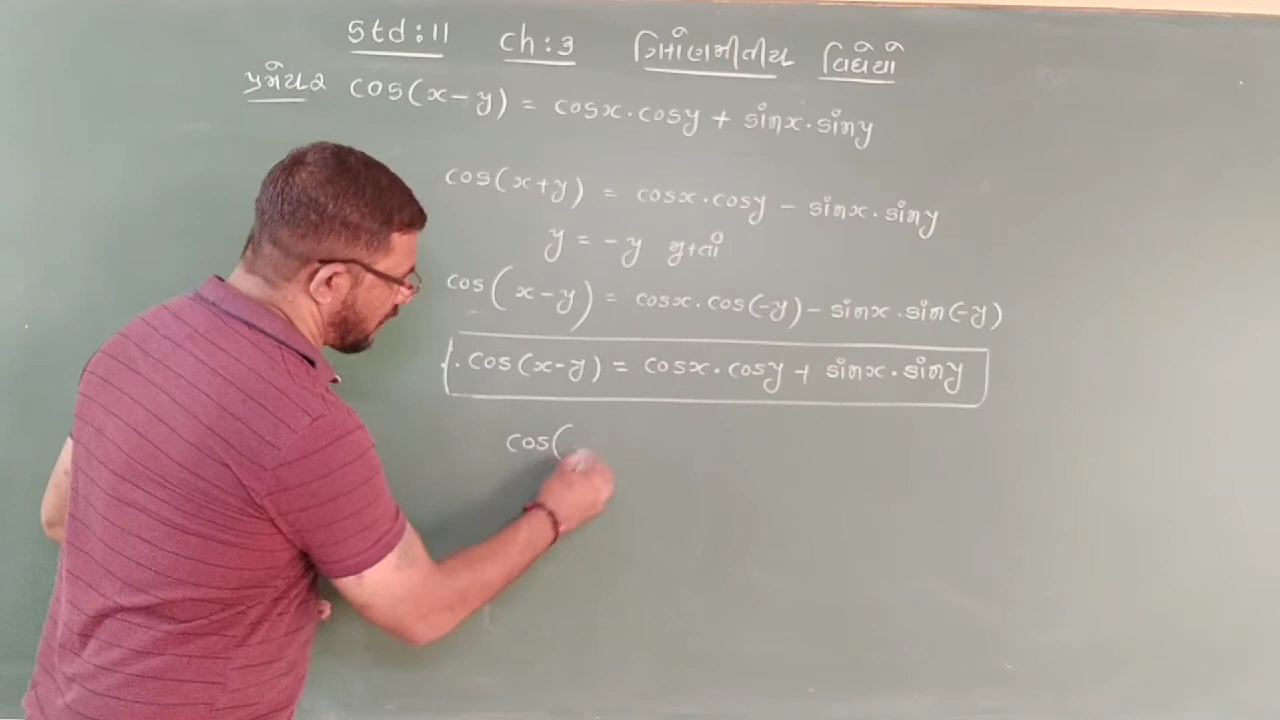 Std:11 ch:3 ત્રિકોણમીતીય વિધેયો
પ્રમેય ૨ cos(x-y) = cosx.cosy + sinx.siny
cos(x+y) = cosx.cosy - sinx.siny
y = -y મુકતાં
cos(x-y) = cosx.cos(-y) - sinx.sin(-y)
. cos(x-y) = cosx.cosy + sinx.siny
cos(